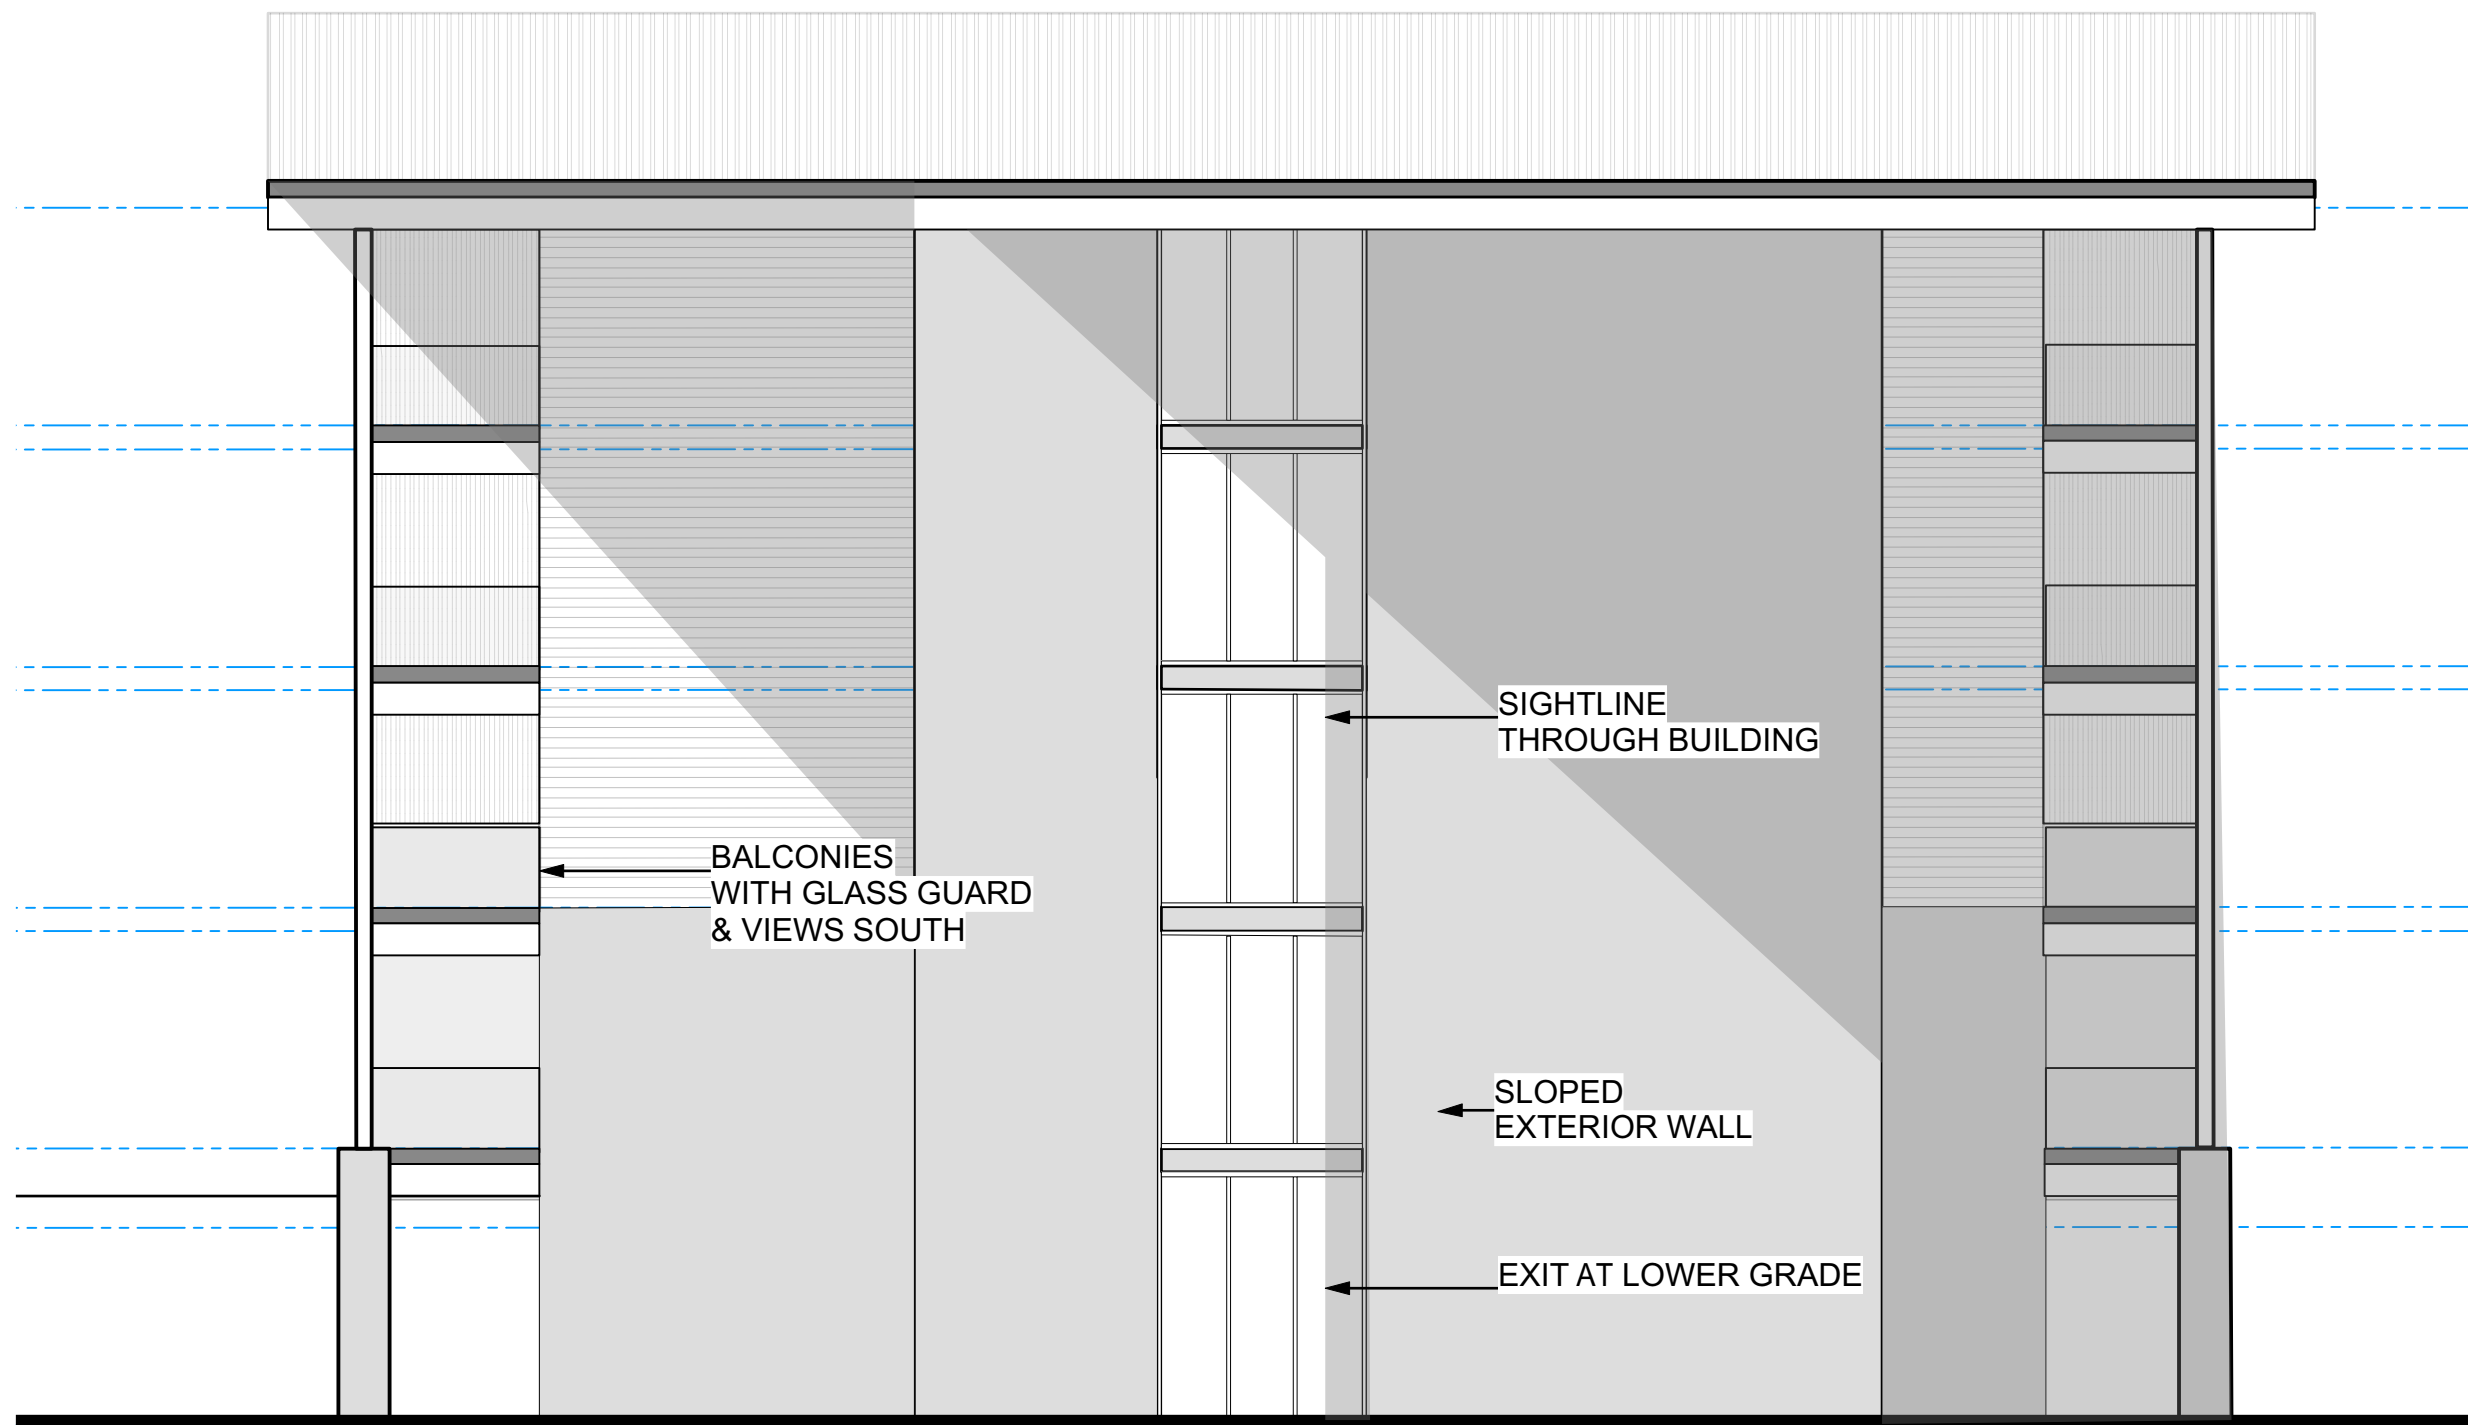 SIGHTLINE
THROUGH BUILDING
BALCONIES
WITH GLASS GUARD
& VIEWS SOUTH
SLOPED
EXTERIOR WALL
EXIT AT LOWER GRADE